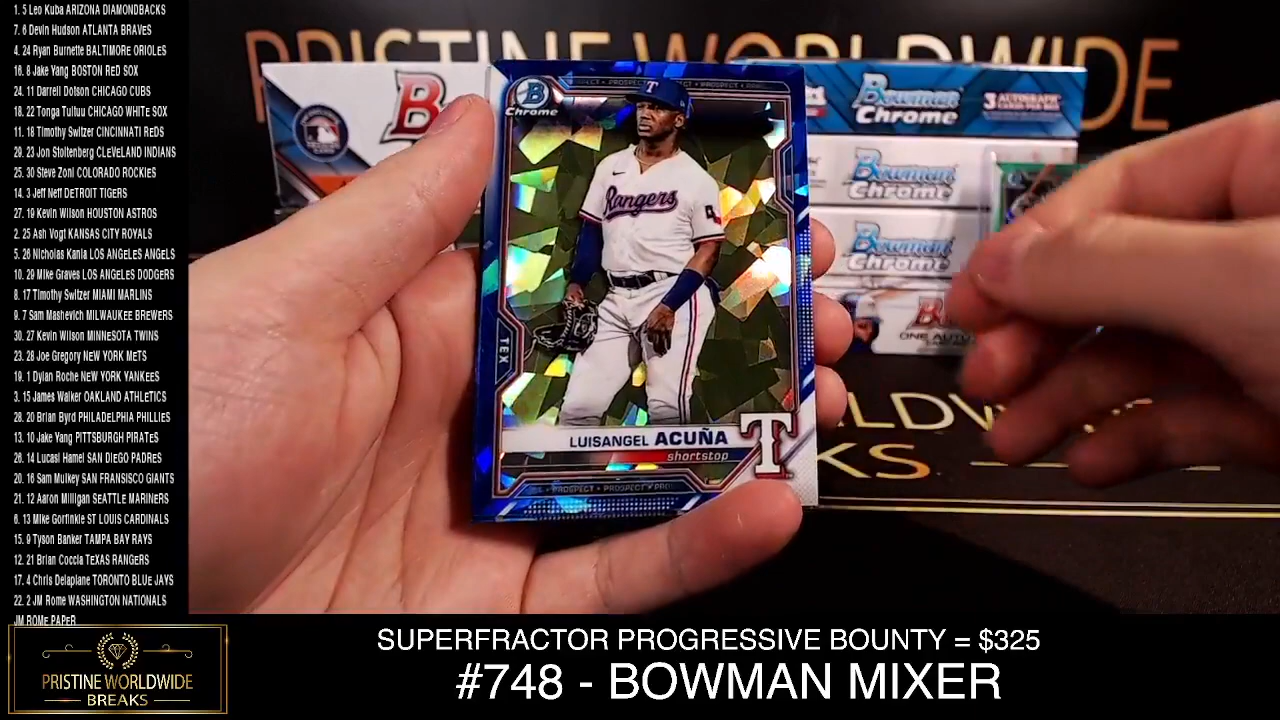 1. 5 Leo Kuba ARIZONA DIAMONDBACKS
7. 6 Devin Hudson ATLANTA BRAVES
4. 24 Ryan Burnette BALTIMORE ORIOLES
16. 8 Jake Yang BOSTON RED SOX
24. 11 Darrell Dotson CHICAGO CUBS
18. 22 Tonga Tuituu CHICAGO WHITE SOX
11. 18 Timothy Switzer CINCINNATI REDS
29. 23 Jon Stoltenberg CLEVELAND INDIANS
25. 30 Steve Zoni COLORADO ROCKIES
14. 3 Jeff Neff DETROIT TIGERS
27. 19 Kevin Wilson HOUSTON ASTROS
2. 25 Ash Vogt KANSAS CITY ROYALS
5. 26 Nicholas Kania LOS ANGELES ANGELS
10. 29 Mike Graves LOS ANGELES DODGERS
8. 17 Timothy Switzer MIAMI MARLINS
9. 7 Sam Mashevich MILWAUKEE BREWERS
30. 27 Kevin Wilson MINNESOTA TWINS
23. 28 Joe Gregory NEW YORK METS
19. 1 Dylan Roche NEW YORK YANKEES
3. 15 James Walker OAKLAND ATHLETICS
28. 20 Brian Byrd PHILADELPHIA PHILLIES
13. 10 Jake Yang PITTSBURGH PIRATES
26. 14 Lucasi Hamel SAN DIEGO PADRES
20. 16 Sam Mulkey SAN FRANSISCO GIANTS
21. 12 Aaron Milligan SEATTLE MARINERS
6. 13 Mike Gorfinkle ST LOUIS CARDINALS
15. 9 Tyson Banker TAMPA BAY RAYS
12. 21 Brian Coccia TEXAS RANGERS
17. 4 Chris Delaplane TORONTO BLUE JAYS
22. 2 JM Rome WASHINGTON NATIONALS
JM ROME PAPER
PRISTINE WORLDWIDE
BREAKS
PRISTINE WORLDWIDE
B
Chrome
PROSPECT
T
Rangers
TEX
LUISANGEL ACUÑA
shortstop
T
PROSPECT • PROSPECT
B
Bowman
Chrome
3 AUTOGRAPH
Bowman
Chrome
Bowman
Chrome
B
ONE AUTO
KS
SUPERFRACTOR PROGRESSIVE BOUNTY = $325
#748 - BOWMAN MIXER